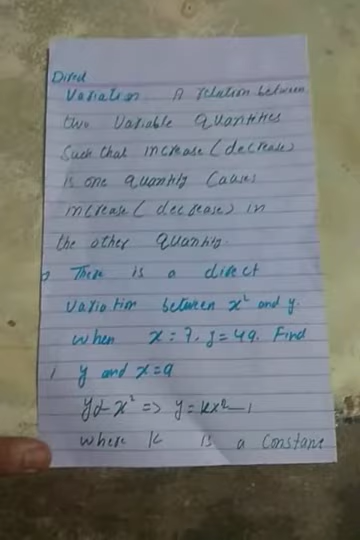 Direct
Variation A relation between
two variable quantities
Such that increase (decrease)
is one quantity causes
increase (decrease) in
the other quantity.
There is a direct
variation between x² and y.
when x = 7, y = 49. Find
y and x = 9
y ∝ x² => y = kx² — 1
where k is a constant